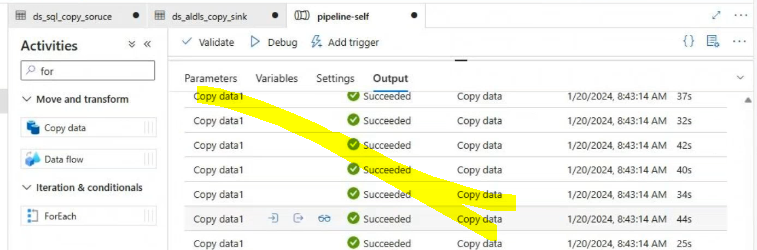 ds_sql_copy_soruce
ds_aldls_copy_sink
pipeline-self
Activities
for
Move and transform
Copy data
Data flow
Iteration & conditionals
ForEach
Validate
Debug
Add trigger
Parameters Variables Settings Output
Copy data1 Succeeded Copy data 1/20/2024, 8:43:14 AM 37s
Copy data1 Succeeded Copy data 1/20/2024, 8:43:14 AM 32s
Copy data1 Succeeded Copy data 1/20/2024, 8:43:14 AM 42s
Copy data1 Succeeded Copy data 1/20/2024, 8:43:14 AM 40s
Copy data1 Succeeded Copy data 1/20/2024, 8:43:14 AM 34s
Copy data1 Succeeded Copy data 1/20/2024, 8:43:14 AM 44s
Copy data1 Succeeded Copy data 1/20/2024, 8:43:14 AM 25s